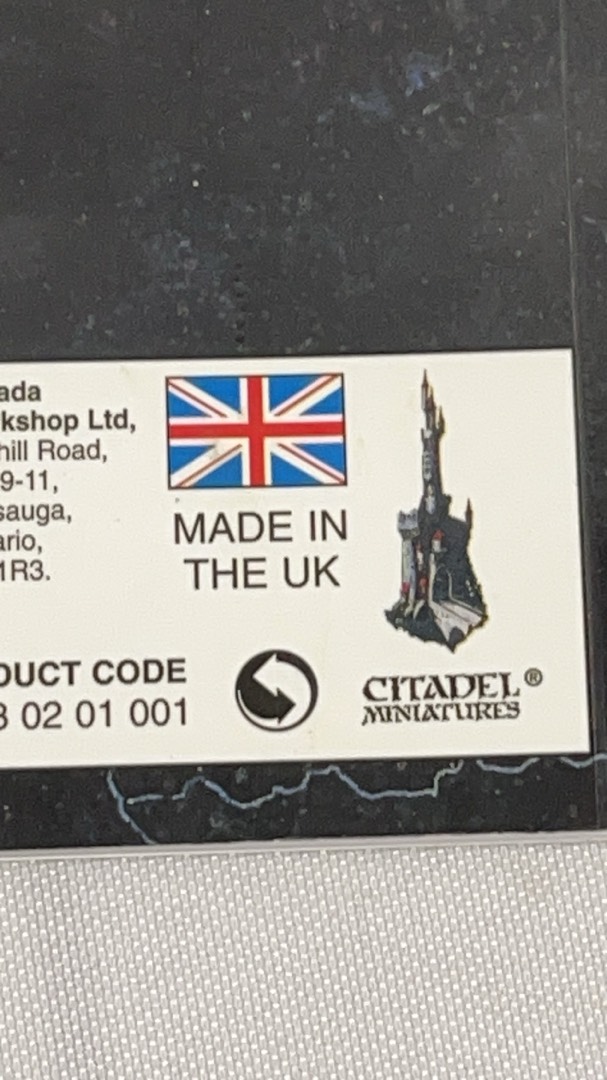 ada
kshop Ltd,
hill Road,
9-11,
sauga,
ario,
1R3.
MADE IN
THE UK
DUCT CODE
3 02 01 001
CITADEL®
MINIATURES